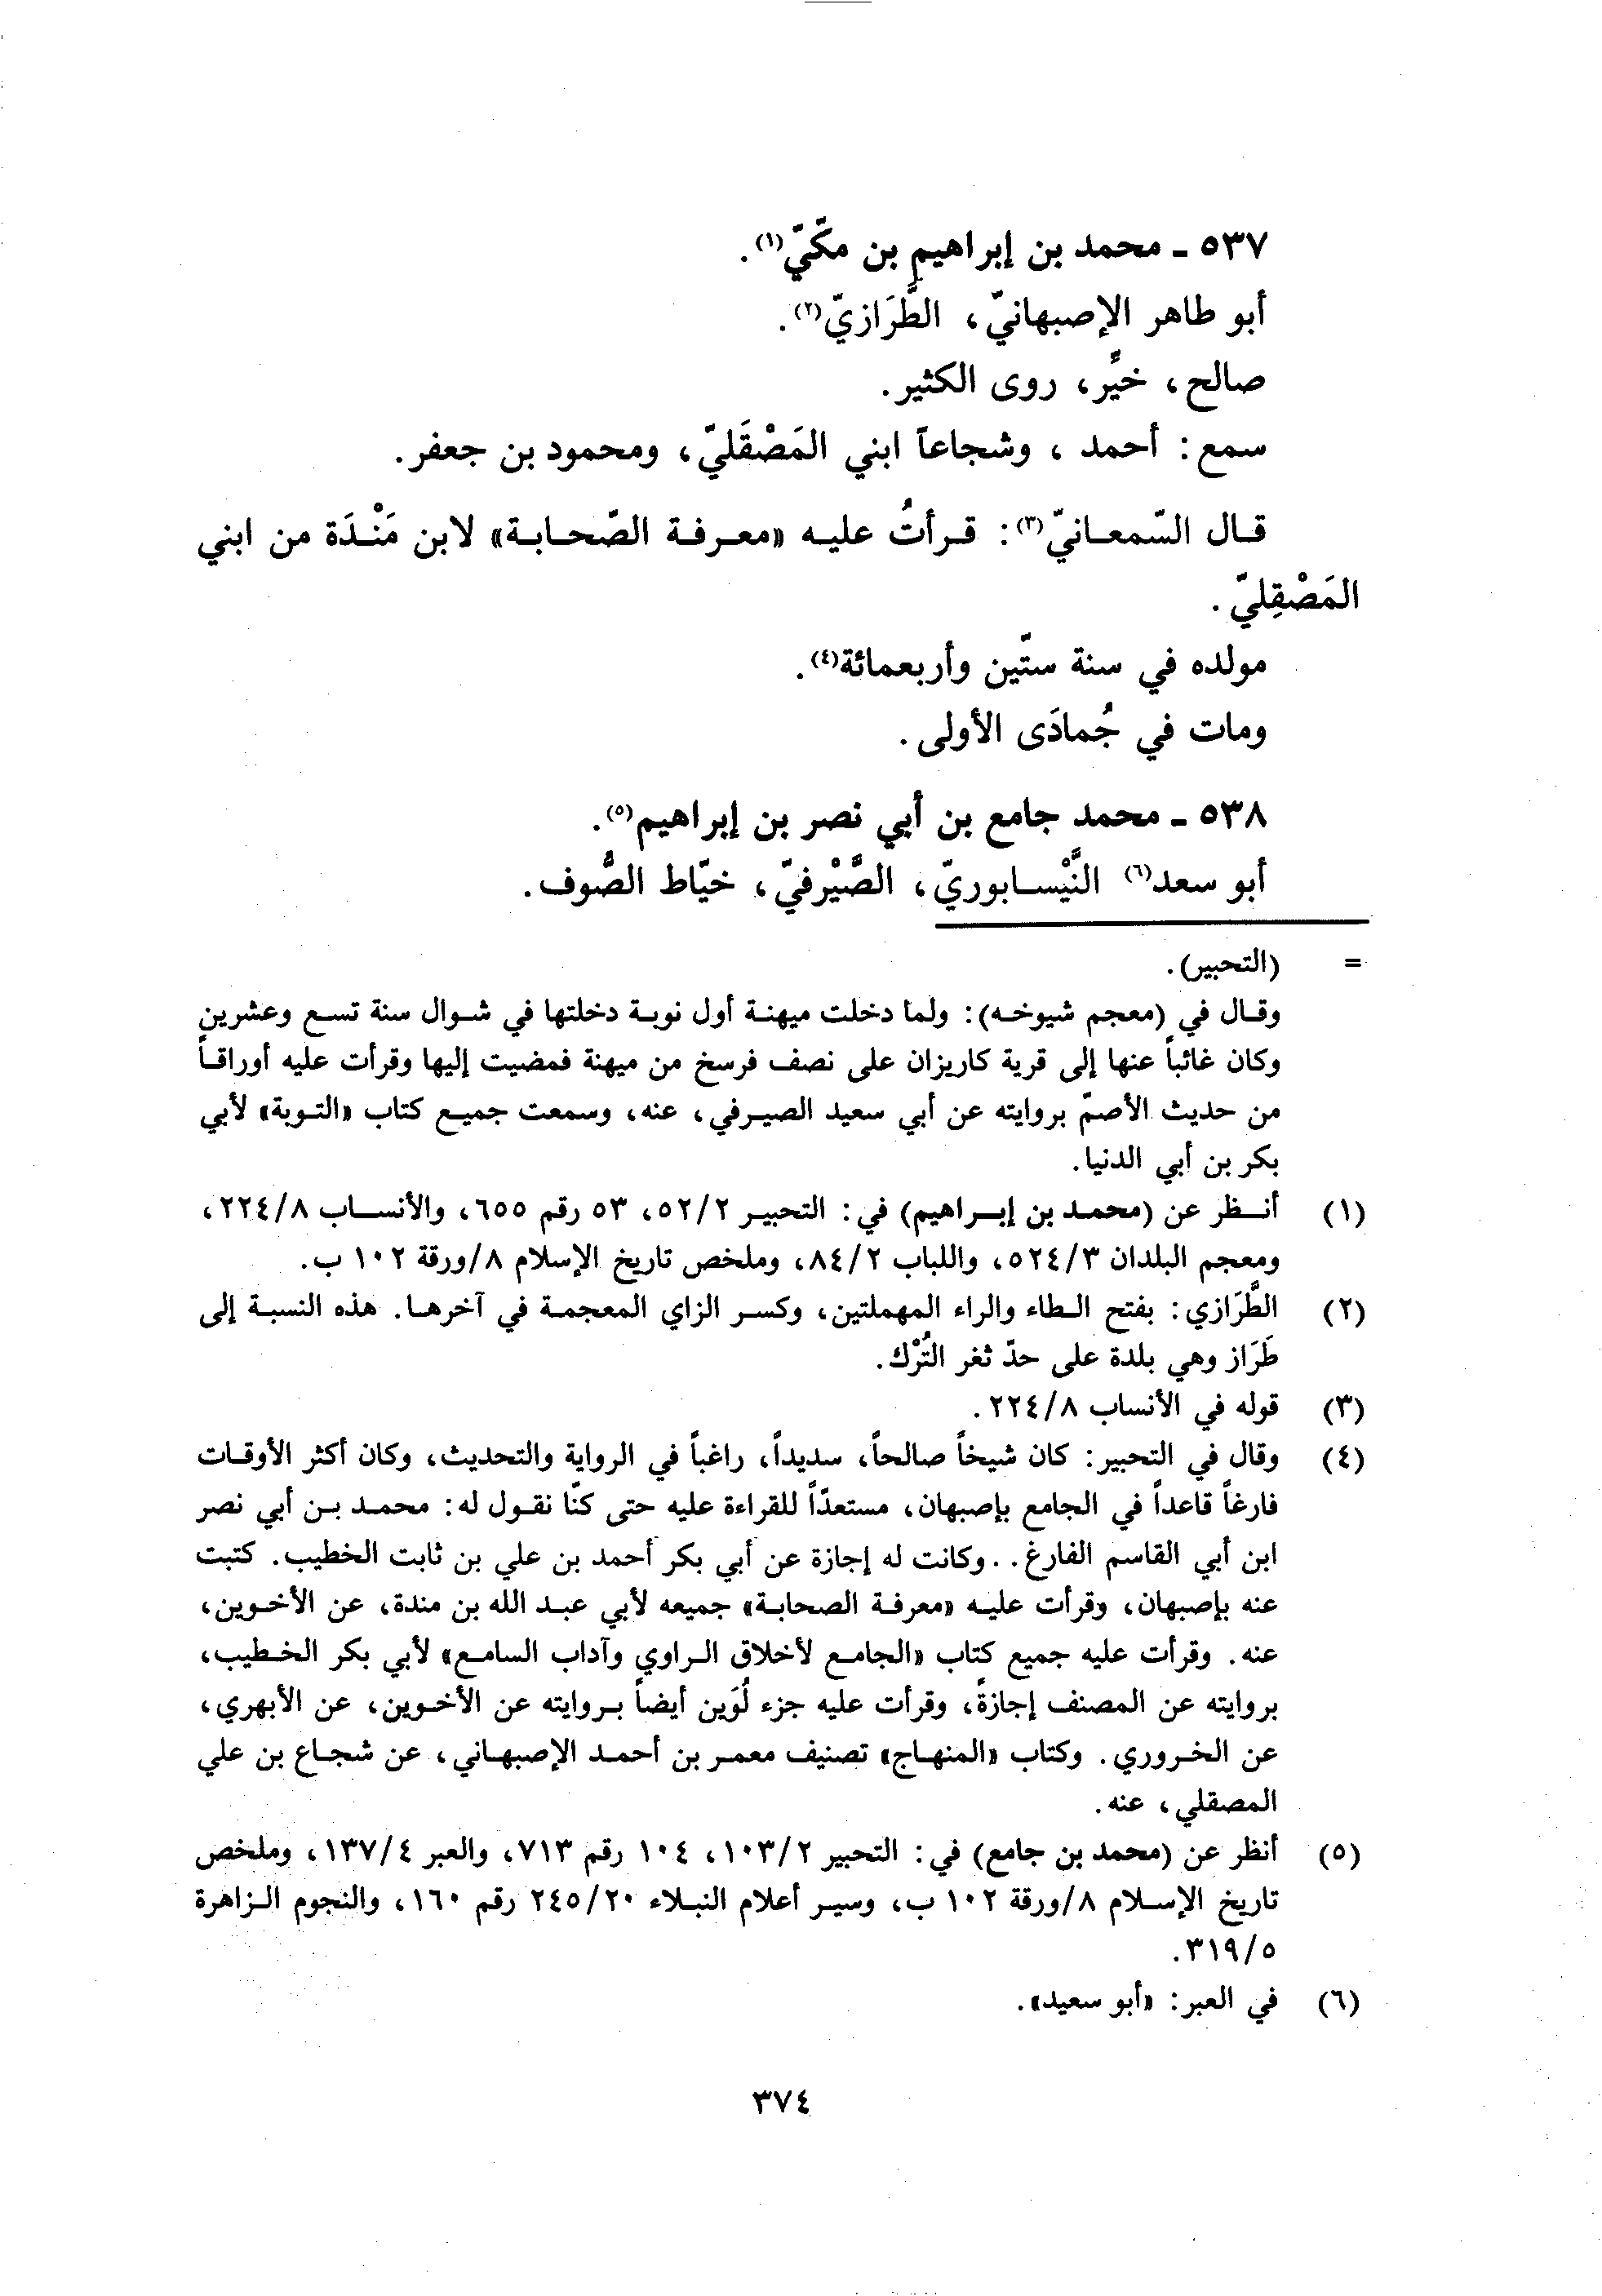 ٥٣٧ ـ محمد بن إبراهيم بن مكّيّ(١).
أبو طاهر الإصبهانيّ، الطَّرَازيّ(٢).
صالح، خيِّر، روى الكثير.
سمع: أحمد ، وشجاعاً ابني المَصْقَليّ، ومحمود بن جعفر.
قال السّمعانيّ(٣): قرأتُ عليه «معرفة الصّحابة» لابن مَنْدَة من ابني
المَصْقِليّ.
مولده في سنة ستّين وأربعمائة(٤).
ومات في جُمادَى الأولى.
٥٣٨ ـ محمد جامع بن أبي نصر بن إبراهيم(٥).
أبو سعد(٦) النَّيْسابوريّ، الصَّيْرفيّ، خيّاط الصُّوف.
= (التحبير).
وقال في (معجم شيوخه): ولما دخلت ميهنة أول نوبة دخلتها في شوال سنة تسع وعشرين
وكان غائباً عنها إلى قرية كاريزان على نصف فرسخ من ميهنة فمضيت إليها وقرأت عليه أوراقاً
من حديث الأصمّ بروايته عن أبي سعيد الصيرفي، عنه، وسمعت جميع كتاب «التوبة» لأبي
بكر بن أبي الدنيا.
(١) أنظر عن (محمد بن إبراهيم) في: التحبير ٥٢/٢، ٥٣ رقم ٦٥٥، والأنساب ٢٢٤/٨،
ومعجم البلدان ٥٢٤/٣، واللباب ٨٤/٢، وملخص تاريخ الإسلام ٨/ورقة ١٠٢ ب.
(٢) الطَّرَازي: بفتح الطاء والراء المهملتين، وكسر الزاي المعجمة في آخرها. هذه النسبة إلى
طَرَاز وهي بلدة على حدّ ثغر التُرْك.
(٣) قوله في الأنساب ٢٢٤/٨.
(٤) وقال في التحبير: كان شيخاً صالحاً، سديداً، راغباً في الرواية والتحديث، وكان أكثر الأوقات
فارغاً قاعداً في الجامع بإصبهان، مستعدّاً للقراءة عليه حتى كنّا نقول له: محمد بن أبي نصر
ابن أبي القاسم الفارغ.. وكانت له إجازة عن أبي بكر أحمد بن علي بن ثابت الخطيب. كتبت
عنه بإصبهان، وقرأت عليه «معرفة الصحابة» جميعه لأبي عبد الله بن مندة، عن الأخوين،
عنه. وقرأت عليه جميع كتاب «الجامع لأخلاق الراوي وآداب السامع» لأبي بكر الخطيب،
بروايته عن المصنف إجازةً، وقرأت عليه جزء لُوَين أيضاً بروايته عن الأخوين، عن الأبهري،
عن الخروري. وكتاب «المنهاج» تصنيف معمر بن أحمد الإصبهاني، عن شجاع بن علي
المصقلي، عنه.
(٥) أنظر عن (محمد بن جامع) في: التحبير ١٠٣/٢، ١٠٤ رقم ٧١٣، والعبر ١٣٧/٤، وملخص
تاريخ الإسلام ٨/ورقة ١٠٢ ب، وسير أعلام النبلاء ٢٤٥/٢٠ رقم ١٦٠، والنجوم الزاهرة
٣١٩/٥.
(٦) في العبر: «أبو سعيد».
٣٧٤